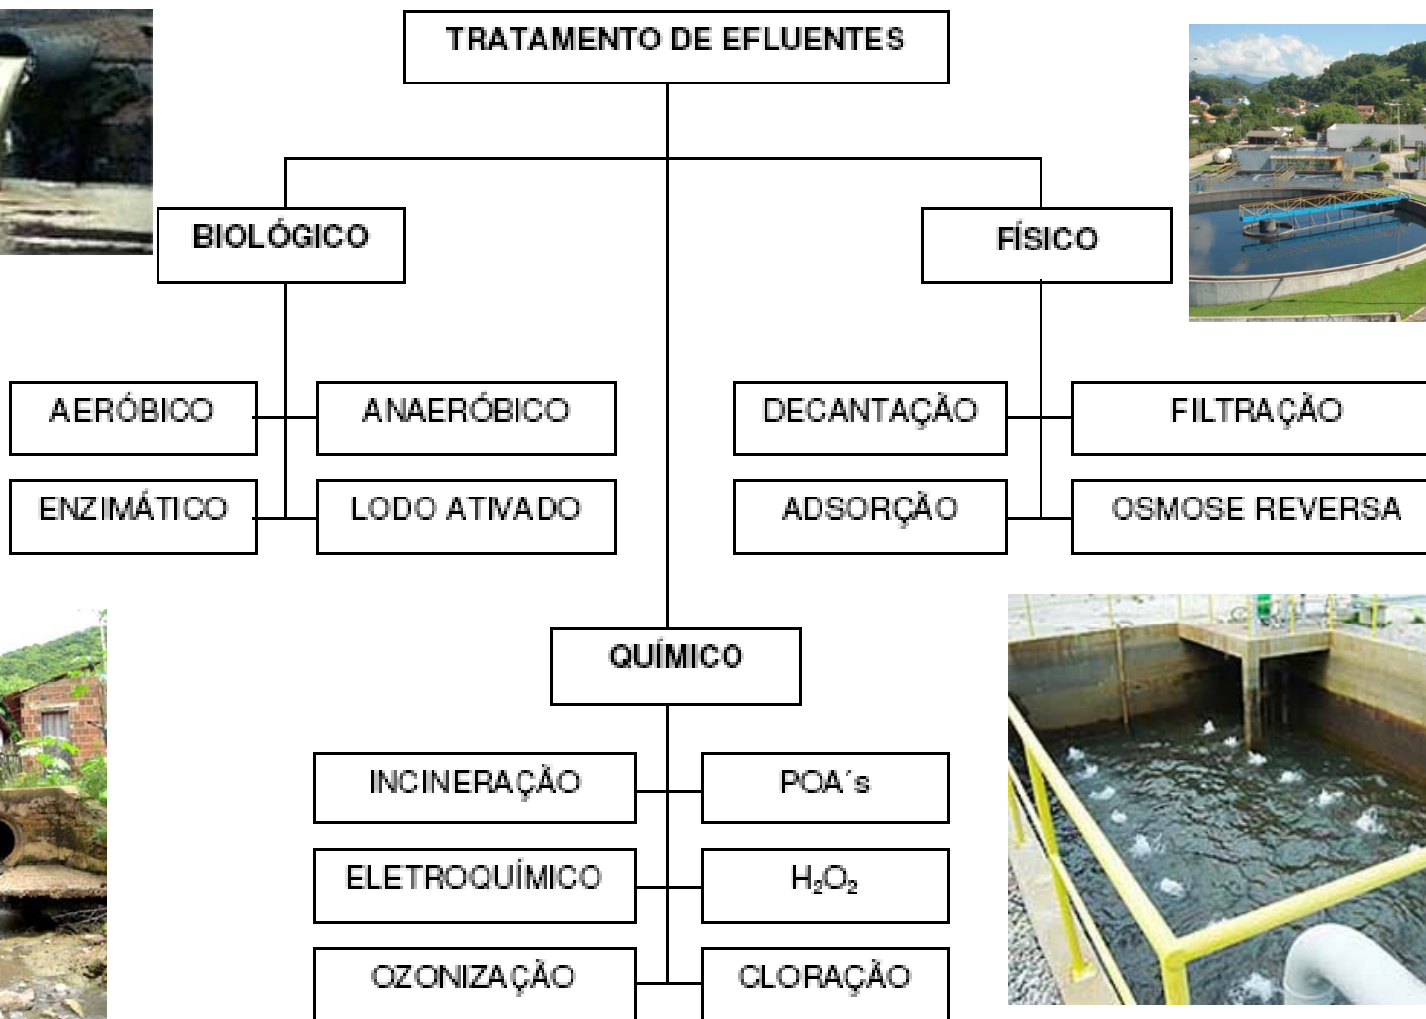 TRATAMENTO DE EFLUENTES
BIOLÓGICO
FÍSICO
AERÓBICO
ANAERÓBICO
DECANTAÇÃO
FILTRAÇÃO
ENZIMÁTICO
LODO ATIVADO
ADSORÇÃO
OSMOSE REVERSA
QUÍMICO
INCINERAÇÃO
POA´s
ELETROQUÍMICO
H₂O₂
OZONIZAÇÃO
CLORAÇÃO